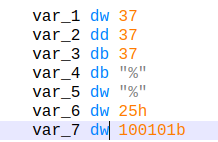 var_1 dw 37
var_2 dd 37
var_3 db 37
var_4 db "%"
var_5 dw "%"
var_6 dw 25h
var_7 dw 100101b